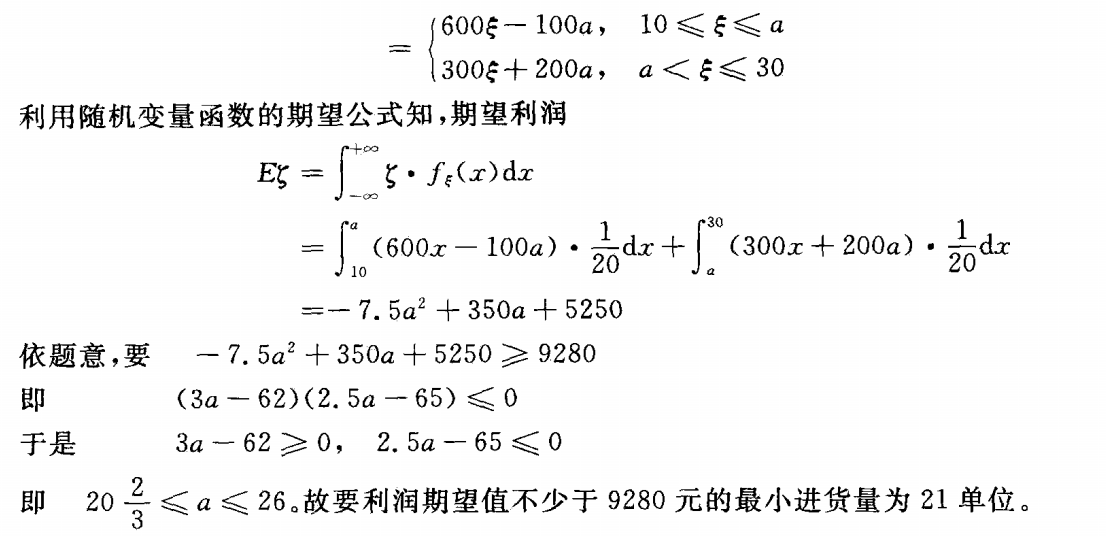 = { 600ξ − 100a, 10 ⩽ ξ ⩽ a
300ξ + 200a, a < ξ ⩽ 30
利用随机变量函数的期望公式知,期望利润
Eζ = ∫_{−∞}^{+∞} ζ · f_ξ(x)dx
= ∫_{10}^{a} (600x − 100a) · 1/20 dx + ∫_{a}^{30} (300x + 200a) · 1/20 dx
=− 7.5a² + 350a + 5250
依题意,要 − 7.5a² + 350a + 5250 ⩾ 9280
即 (3a − 62)(2.5a − 65) ⩽ 0
于是 3a − 62 ⩾ 0, 2.5a − 65 ⩽ 0
即 20 2/3 ⩽ a ⩽ 26。故要利润期望值不少于 9280 元的最小进货量为 21 单位。